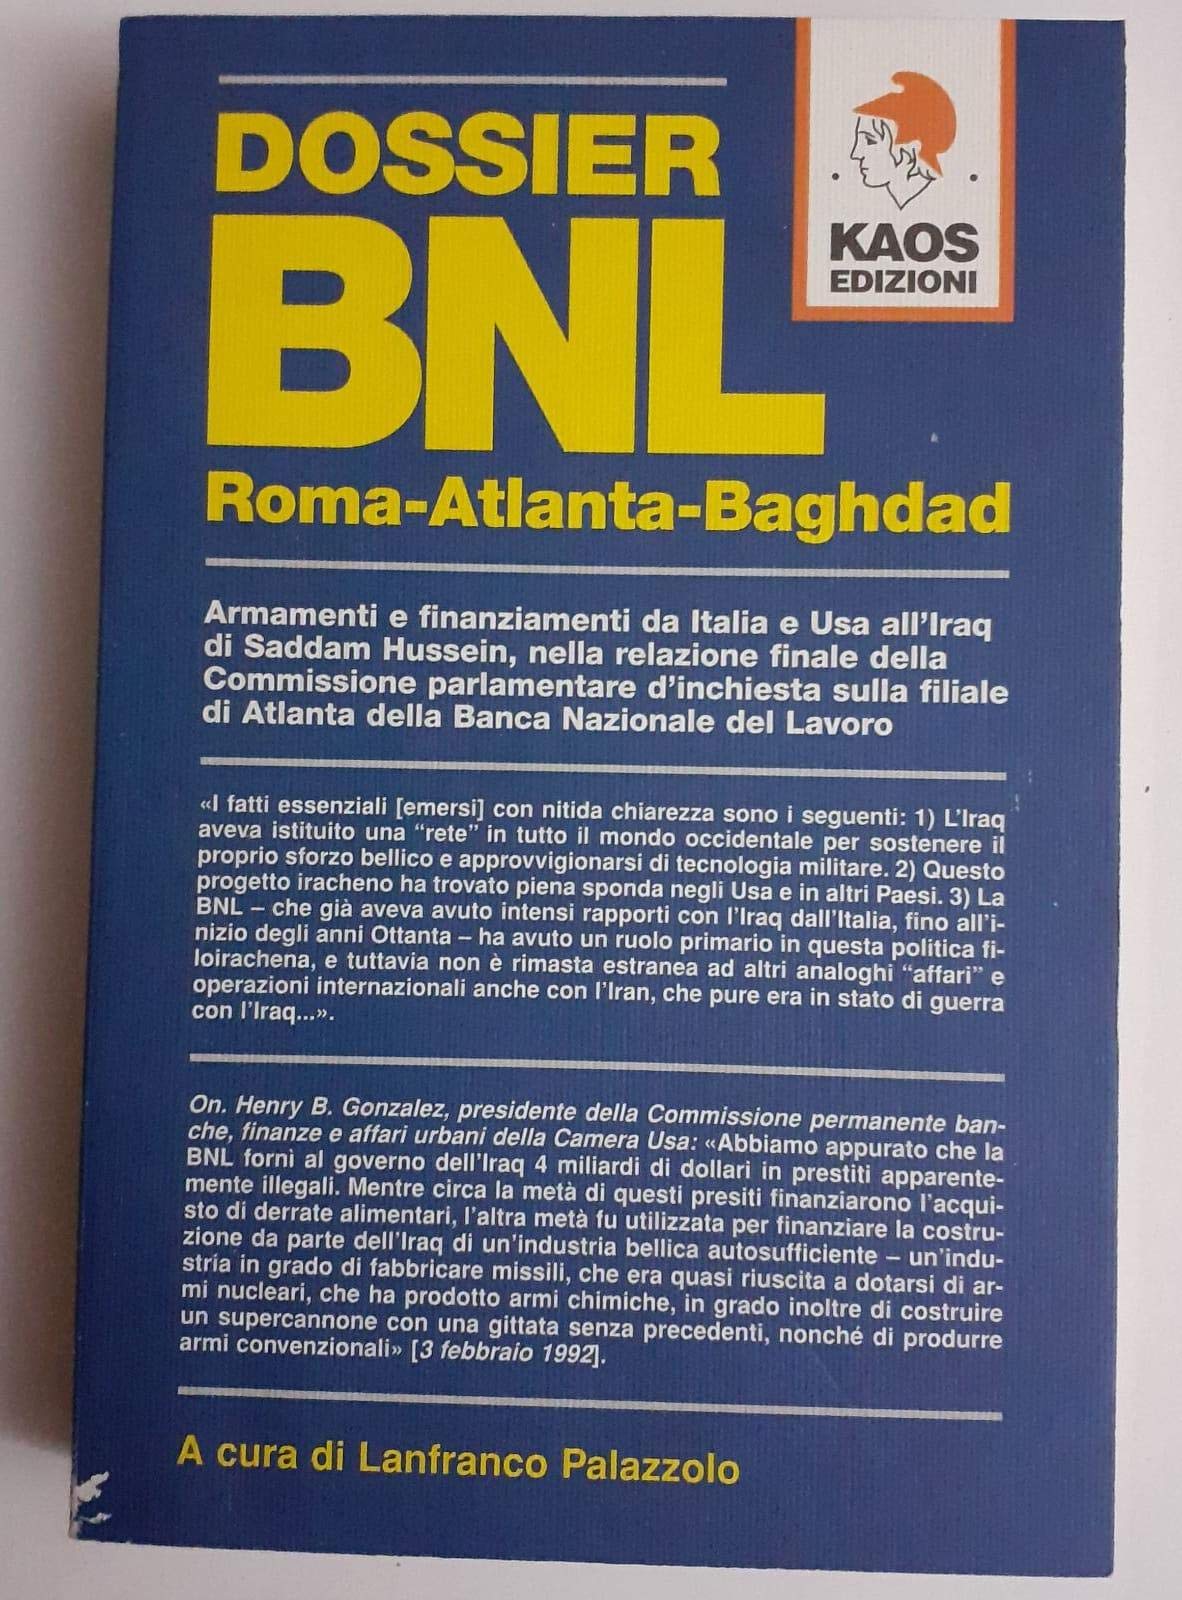 DOSSIER
BNL
Roma-Atlanta-Baghdad
KAOS
EDIZIONI
Armamenti e finanziamenti da Italia e Usa all'Iraq
di Saddam Hussein, nella relazione finale della
Commissione parlamentare d'inchiesta sulla filiale
di Atlanta della Banca Nazionale del Lavoro
«I fatti essenziali [emersi] con nitida chiarezza sono i seguenti: 1) L'Iraq
aveva istituito una "rete" in tutto il mondo occidentale per sostenere il
proprio sforzo bellico e approvvigionarsi di tecnologia militare. 2) Questo
progetto iracheno ha trovato piena sponda negli Usa e in altri Paesi. 3) La
BNL – che già aveva avuto intensi rapporti con l'Iraq dall'Italia, fino all'i-
nizio degli anni Ottanta – ha avuto un ruolo primario in questa politica fi-
loirachena, e tuttavia non è rimasta estranea ad altri analoghi "affari" e
operazioni internazionali anche con l'Iran, che pure era in stato di guerra
con l'Iraq...».
On. Henry B. Gonzalez, presidente della Commissione permanente ban-
che, finanze e affari urbani della Camera Usa: «Abbiamo appurato che la
BNL fornì al governo dell'Iraq 4 miliardi di dollari in prestiti apparente-
mente illegali. Mentre circa la metà di questi presiti finanziarono l'acqui-
sto di derrate alimentari, l'altra metà fu utilizzata per finanziare la costru-
zione da parte dell'Iraq di un'industria bellica autosufficiente – un'indu-
stria in grado di fabbricare missili, che era quasi riuscita a dotarsi di ar-
mi nucleari, che ha prodotto armi chimiche, in grado inoltre di costruire
un supercannone con una gittata senza precedenti, nonché di produrre
armi convenzionali» [3 febbraio 1992].
A cura di Lanfranco Palazzolo